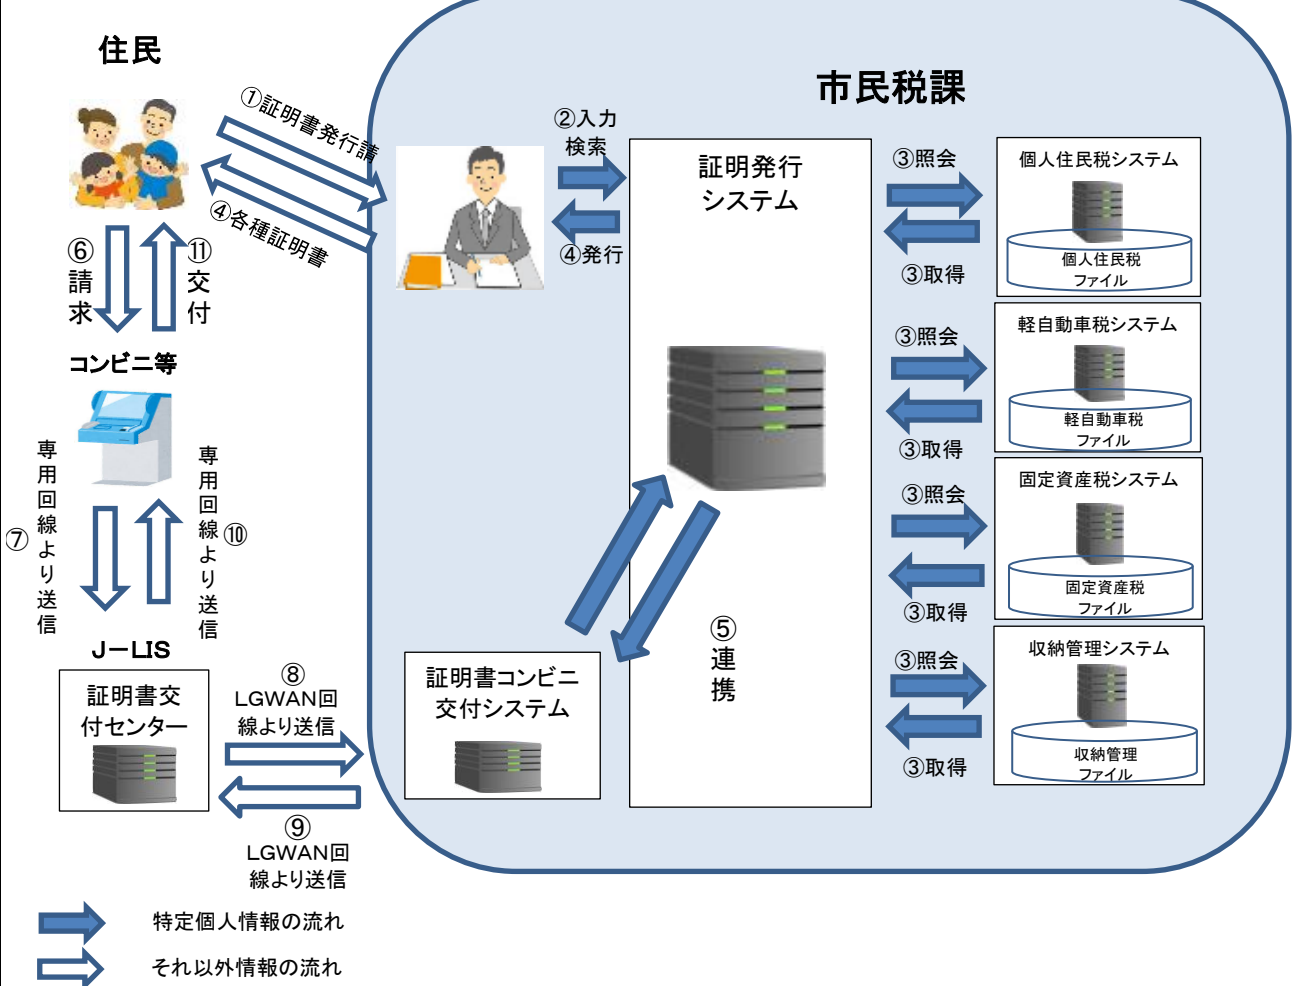 住民
市民税課
①証明書発行請
④各種証明書
②入力
検索
④発行
証明発行
システム
③照会
③取得
個人住民税システム
個人住民税
ファイル
③照会
③取得
軽自動車税システム
軽自動車税
ファイル
③照会
③取得
固定資産税システム
固定資産税
ファイル
③照会
③取得
収納管理システム
収納管理
ファイル
⑥請求
⑪交付
コンビニ等
⑦専用回線より送信
専用回線より送信⑩
J－LIS
証明書交
付センター
⑧
LGWAN回
線より送信
⑨
LGWAN回
線より送信
証明書コンビニ
交付システム
⑤連携
特定個人情報の流れ
それ以外情報の流れ